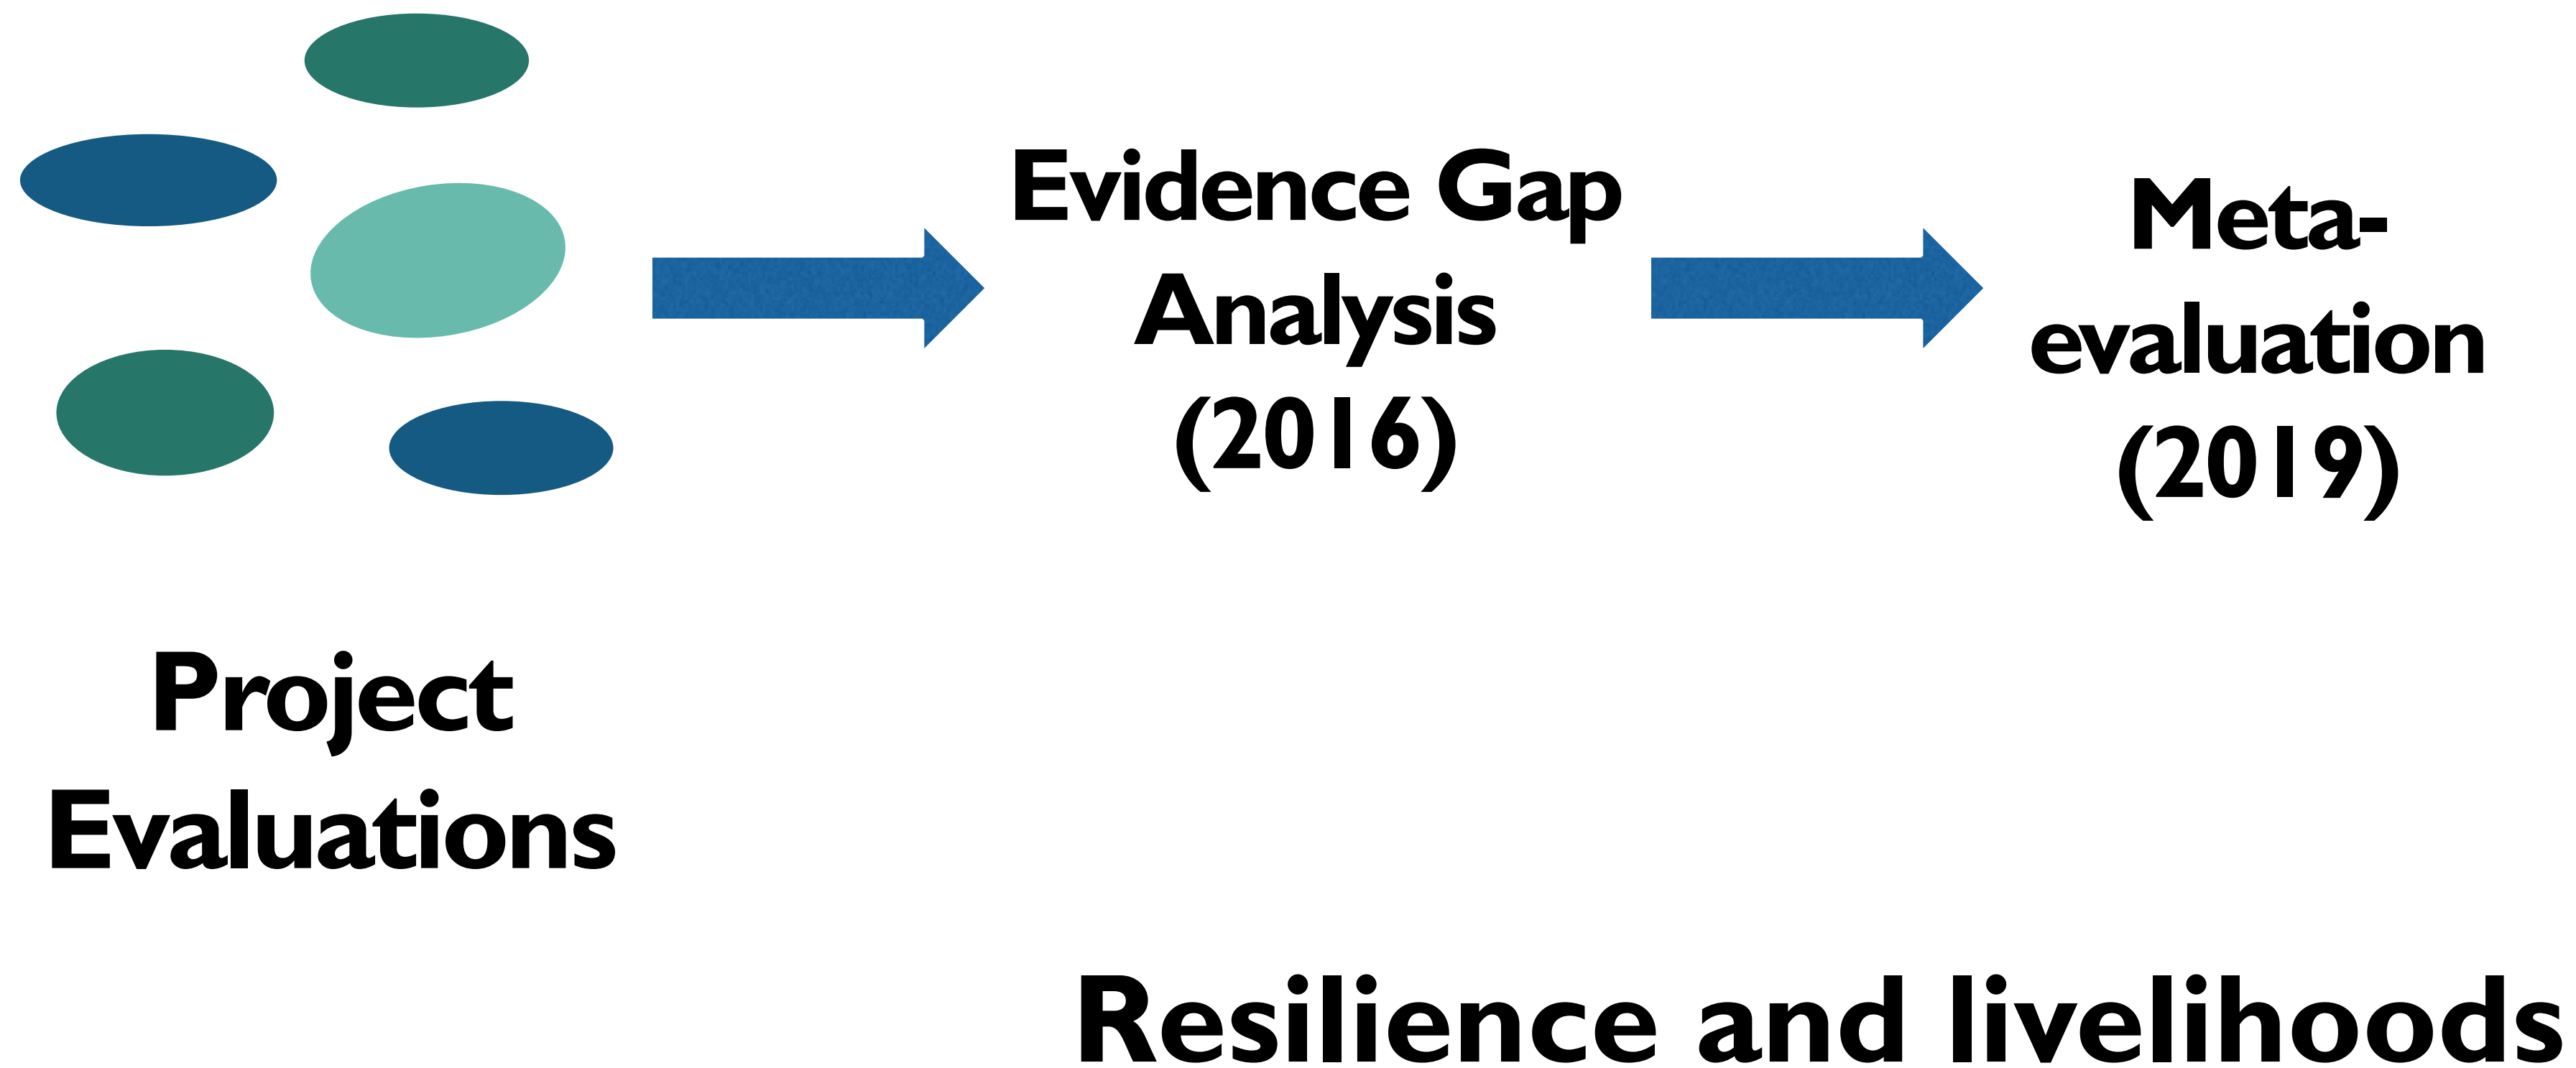 Evidence Gap
Analysis
(2016)
Meta-
evaluation
(2019)
Project
Evaluations
Resilience and livelihoods